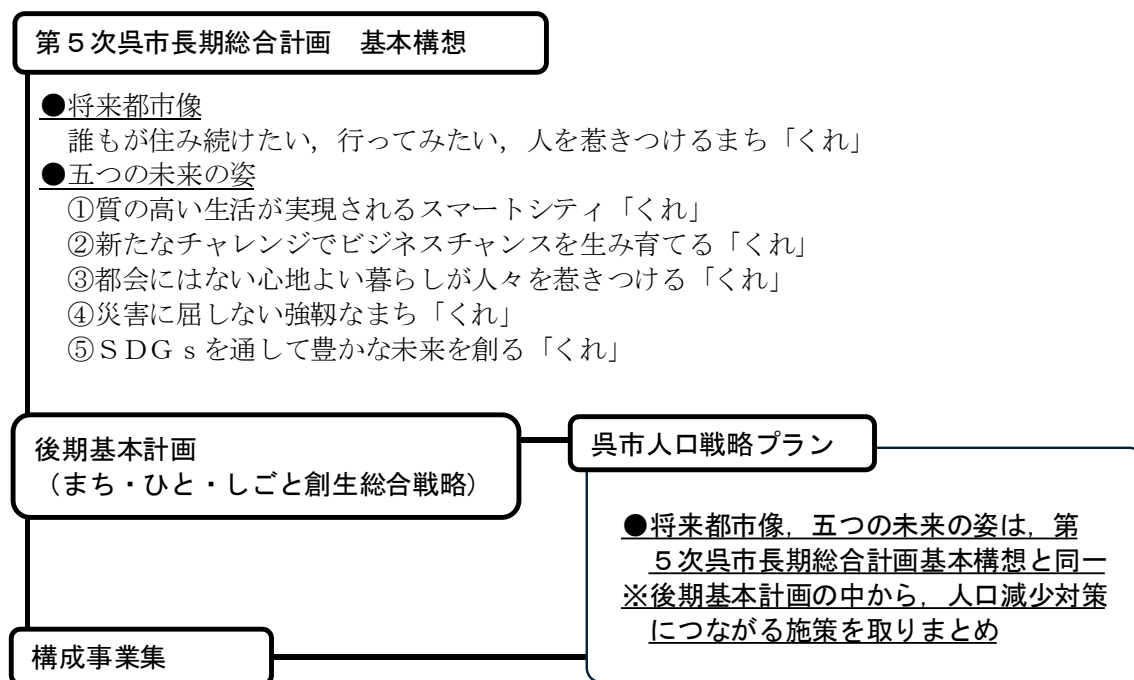 第５次呉市長期総合計画　基本構想
●将来都市像
誰もが住み続けたい，行ってみたい，人を惹きつけるまち「くれ」
●五つの未来の姿
①質の高い生活が実現されるスマートシティ「くれ」
②新たなチャレンジでビジネスチャンスを生み育てる「くれ」
③都会にはない心地よい暮らしが人々を惹きつける「くれ」
④災害に屈しない強靱なまち「くれ」
⑤ＳＤＧｓを通して豊かな未来を創る「くれ」
後期基本計画
（まち・ひと・しごと創生総合戦略）
呉市人口戦略プラン
●将来都市像，五つの未来の姿は，第
５次呉市長期総合計画基本構想と同一
※後期基本計画の中から，人口減少対策
につながる施策を取りまとめ
構成事業集